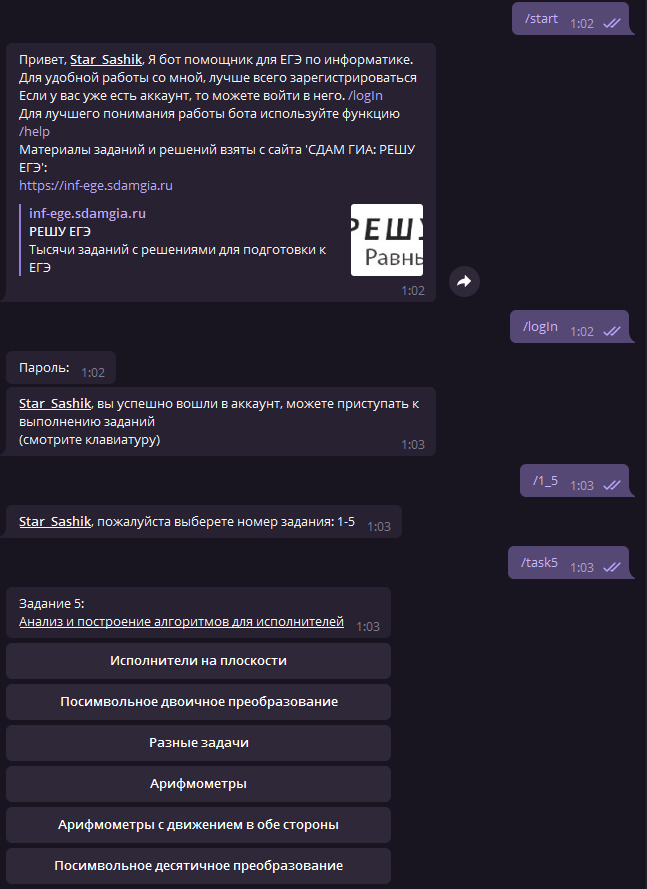 /start 1:02
Привет, Star_Sashik, Я бот помощник для ЕГЭ по информатике.
Для удобной работы со мной, лучше всего зарегистрироваться
Если у вас уже есть аккаунт, то можете войти в него. /logIn
Для лучшего понимания работы бота используйте функцию
/help
Материалы заданий и решений взяты с сайта 'СДАМ ГИА: РЕШУ
ЕГЭ':
https://inf-ege.sdamgia.ru
inf-ege.sdamgia.ru
РЕШУ ЕГЭ
Тысячи заданий с решениями для подготовки к
ЕГЭ
РЕШУ
Равны
1:02
/logIn 1:02
Пароль: 1:02
Star_Sashik, вы успешно вошли в аккаунт, можете приступать к
выполнению заданий
(смотрите клавиатуру) 1:03
/1_5 1:03
Star_Sashik, пожалуйста выберете номер задания: 1-5 1:03
/task5 1:03
Задание 5:
Анализ и построение алгоритмов для исполнителей 1:03
Исполнители на плоскости
Посимвольное двоичное преобразование
Разные задачи
Арифмометры
Арифмометры с движением в обе стороны
Посимвольное десятичное преобразование